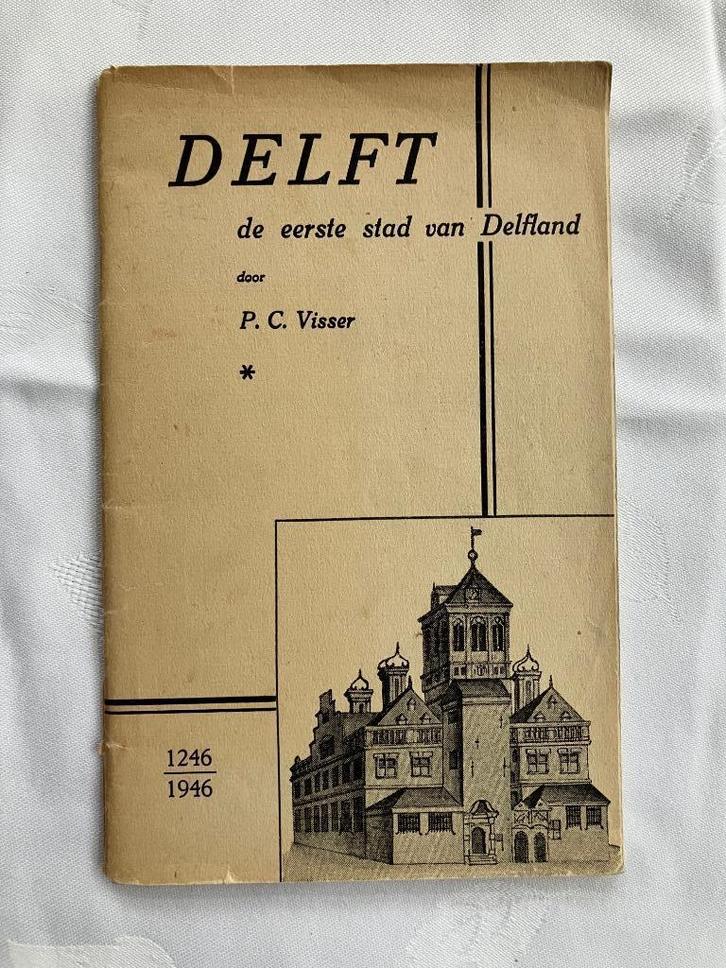 DELFT
de eerste stad van Delfland
door
P. C. Visser
*
1246
1946